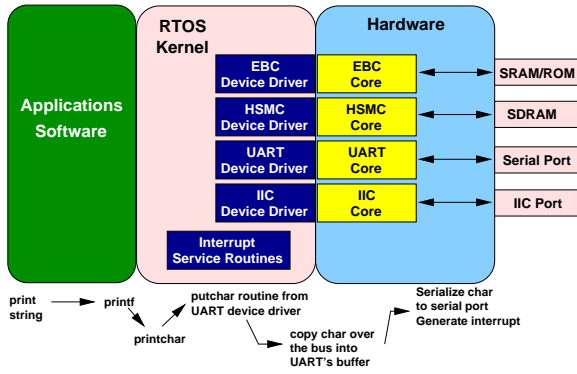 RTOS
Kernel
Hardware
Applications
Software
EBC
Device Driver
EBC
Core
SRAM/ROM
HSMC
Device Driver
HSMC
Core
SDRAM
UART
Device Driver
UART
Core
Serial Port
IIC
Device Driver
IIC
Core
IIC Port
Interrupt
Service Routines
print
string
printf
printchar
putchar routine from
UART device driver
copy char over
the bus into
UART's buffer
Serialize char
to serial port
Generate interrupt